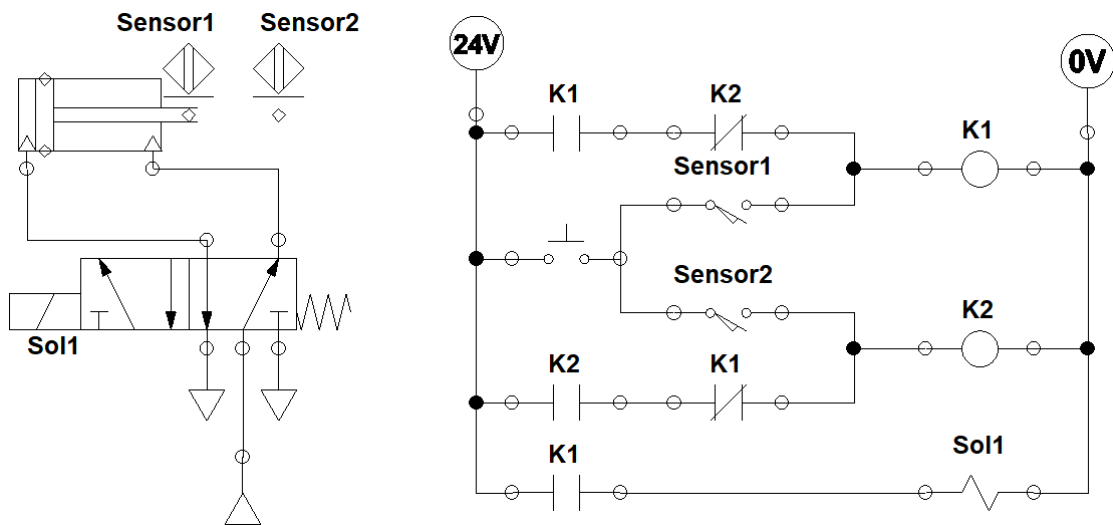 Sensor1 Sensor2
24V
0V
K1 K2
K1
Sensor1
Sensor2
K2
Sol1
K2 K1
K1
Sol1